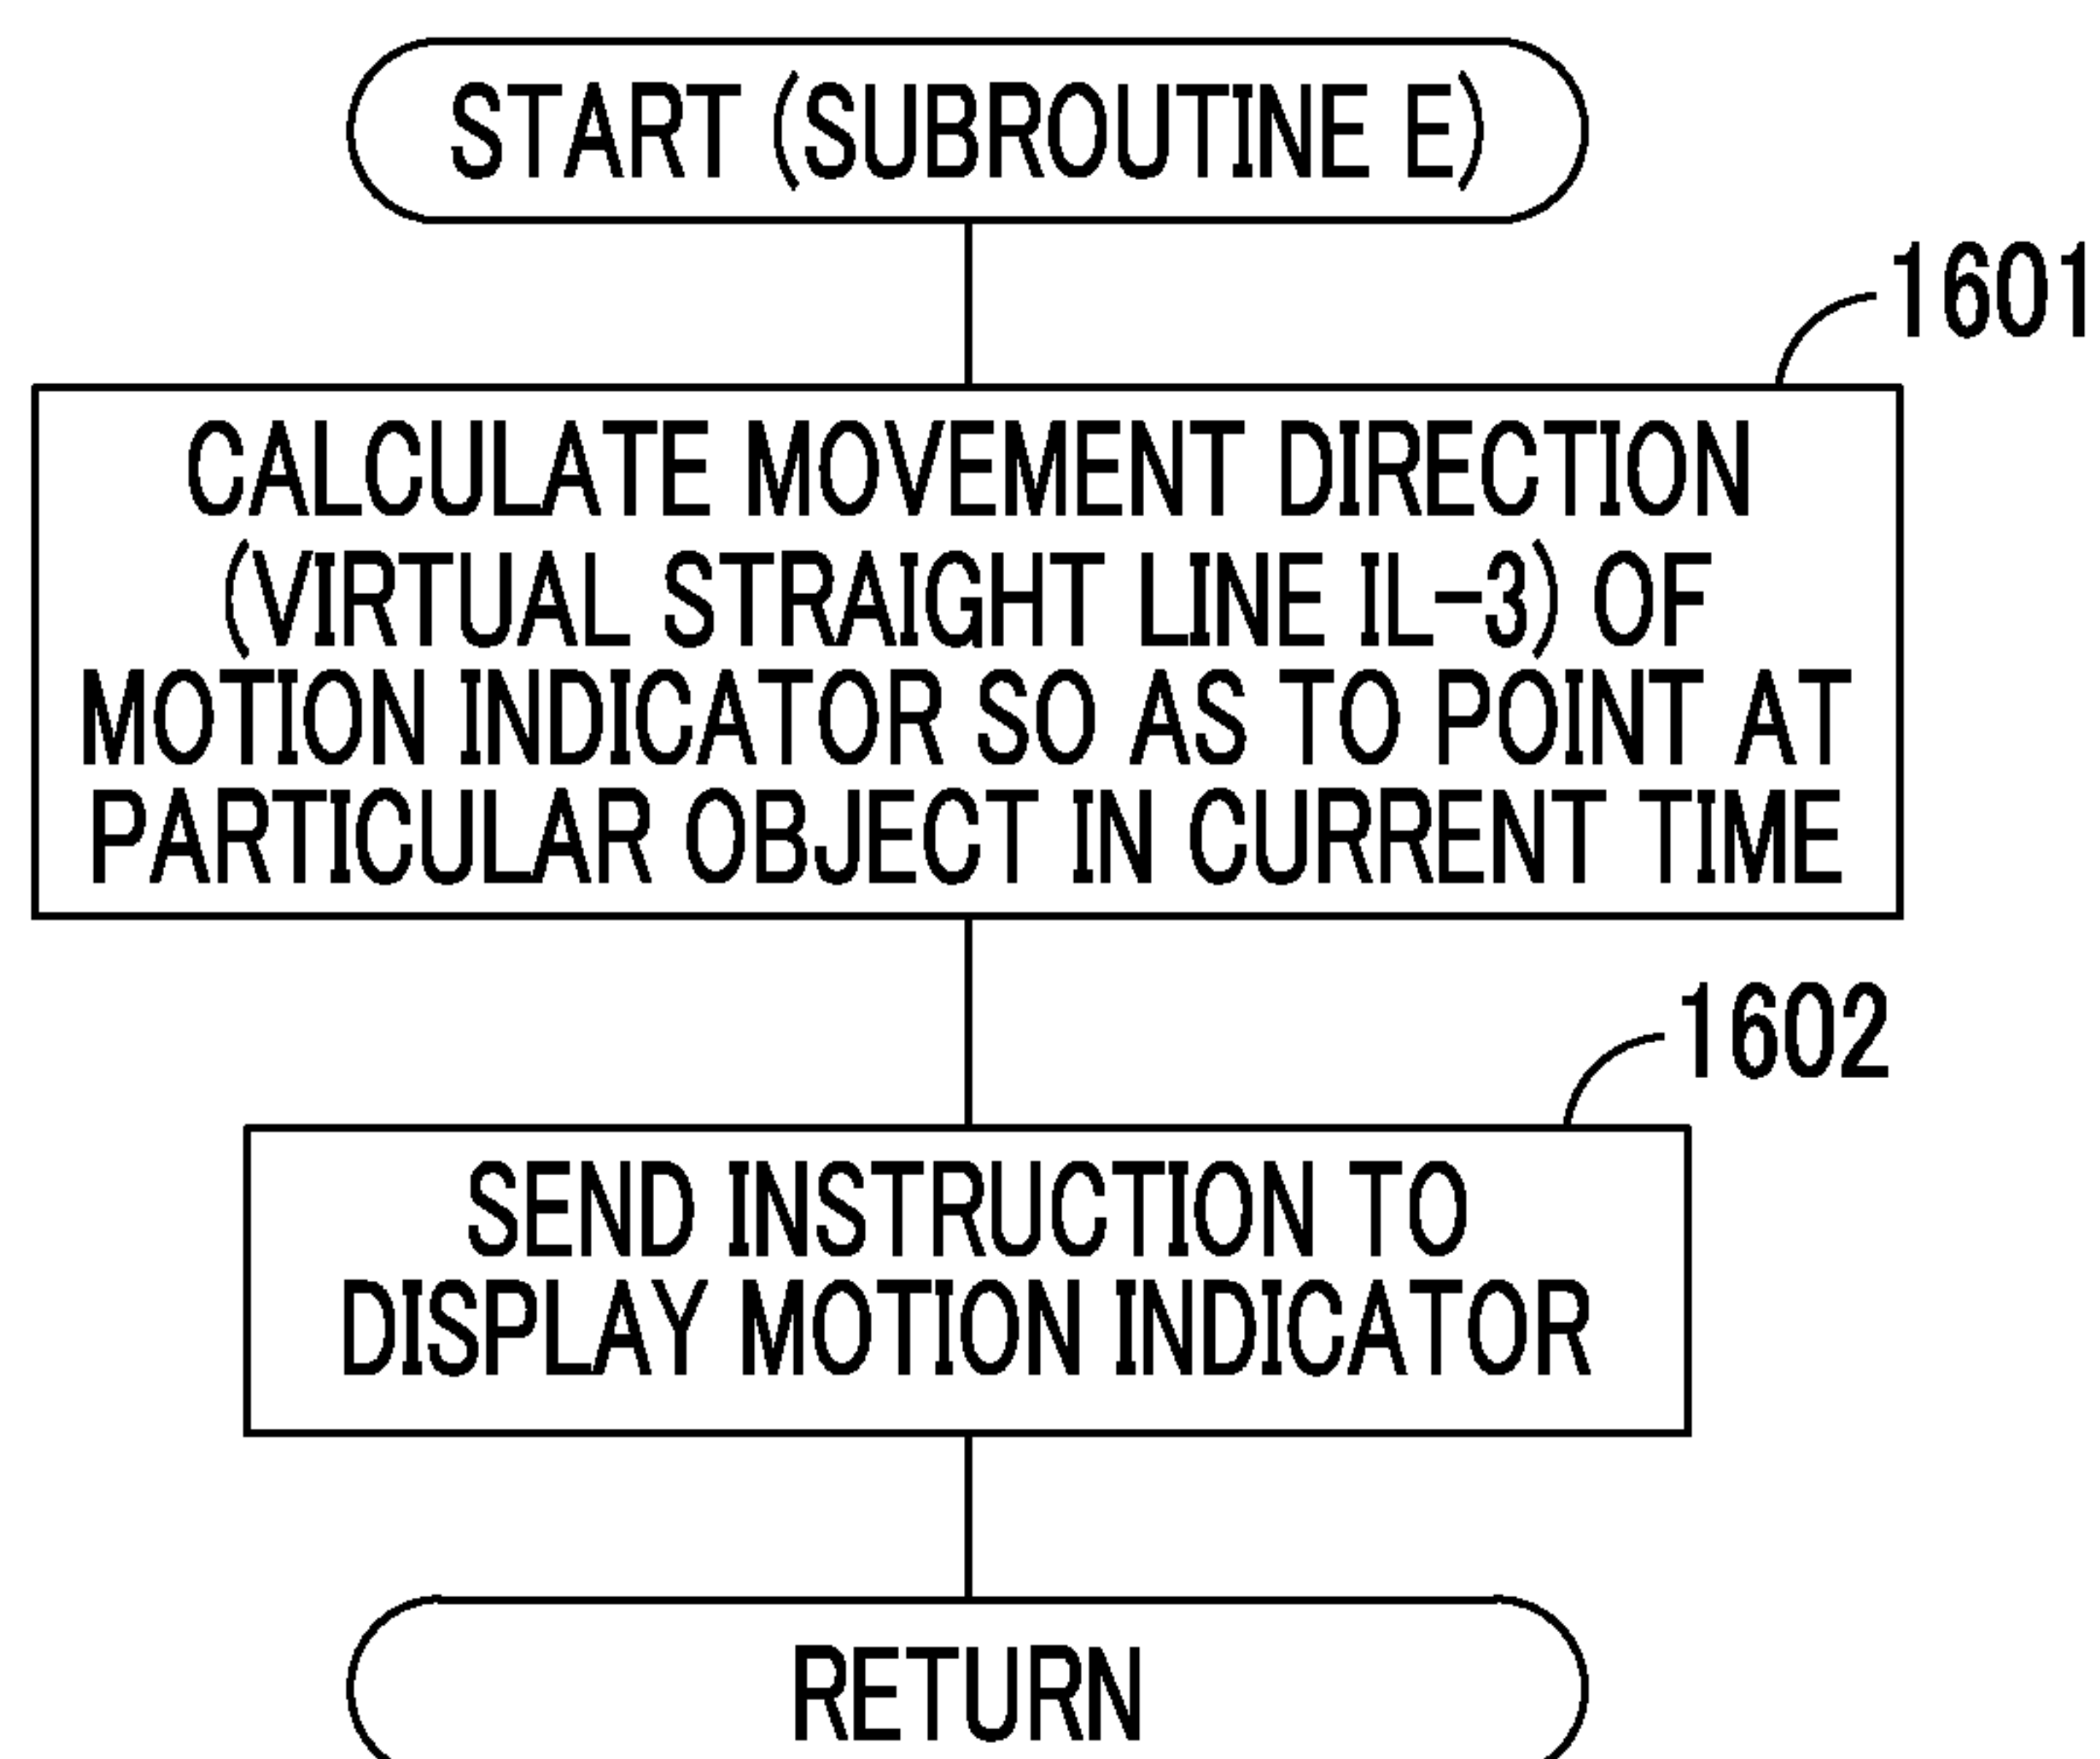 START (SUBROUTINE E)
1601
CALCULATE MOVEMENT DIRECTION
(VIRTUAL STRAIGHT LINE IL-3) OF
MOTION INDICATOR SO AS TO POINT AT
PARTICULAR OBJECT IN CURRENT TIME
1602
SEND INSTRUCTION TO
DISPLAY MOTION INDICATOR
RETURN